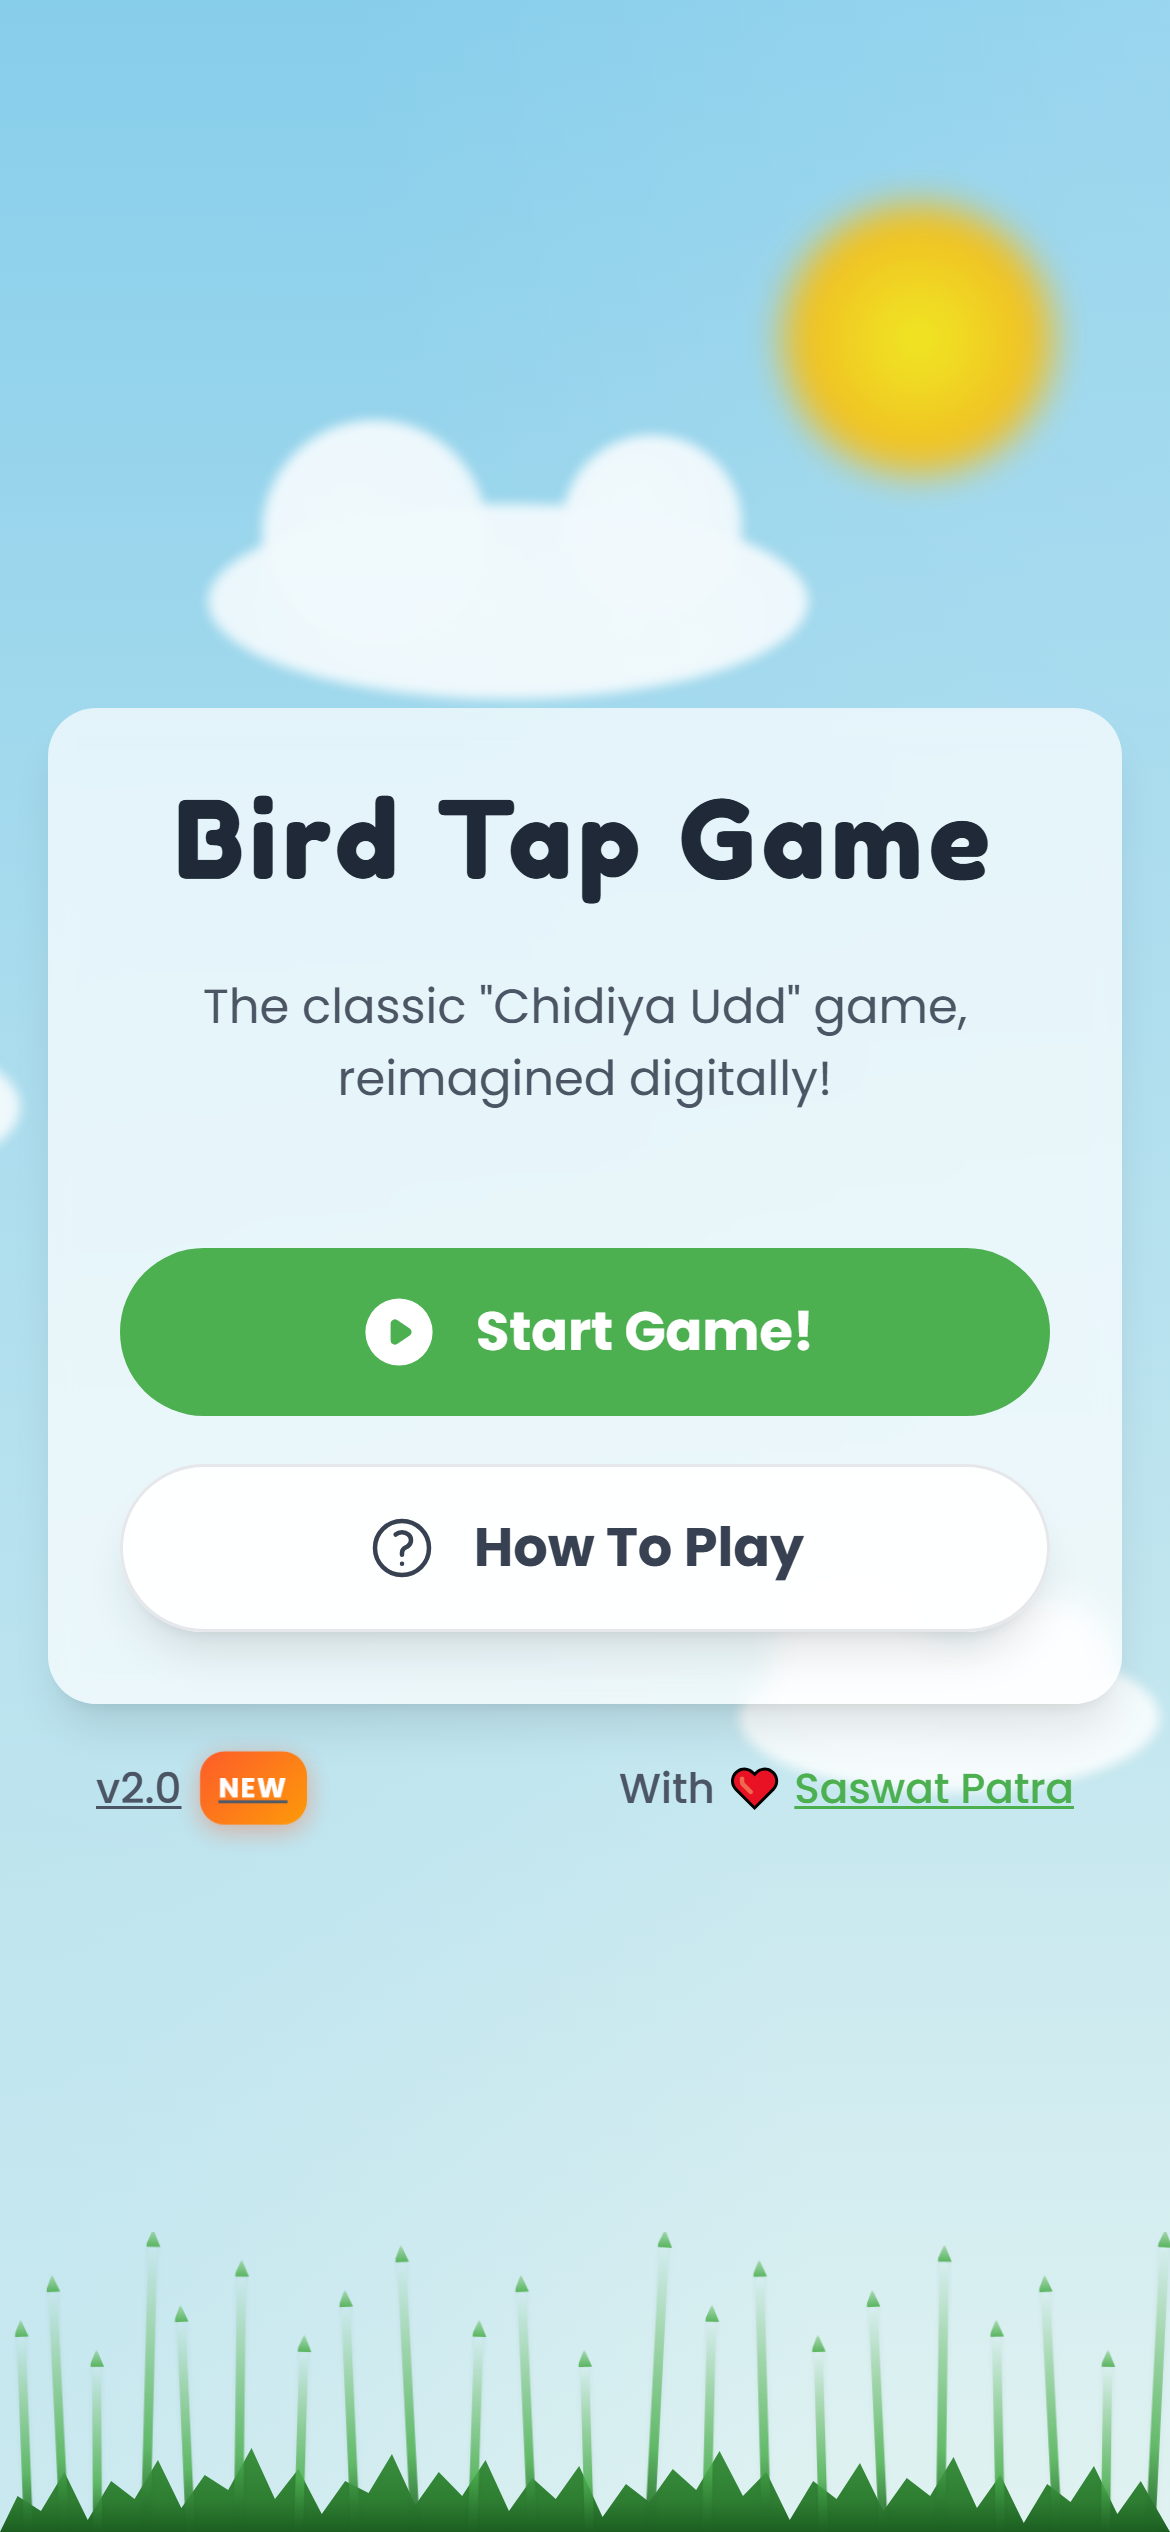 Bird Tap Game
The classic "Chidiya Udd" game,
reimagined digitally!
Start Game!
How To Play
v2.0 NEW
With ❤️ Saswat Patra